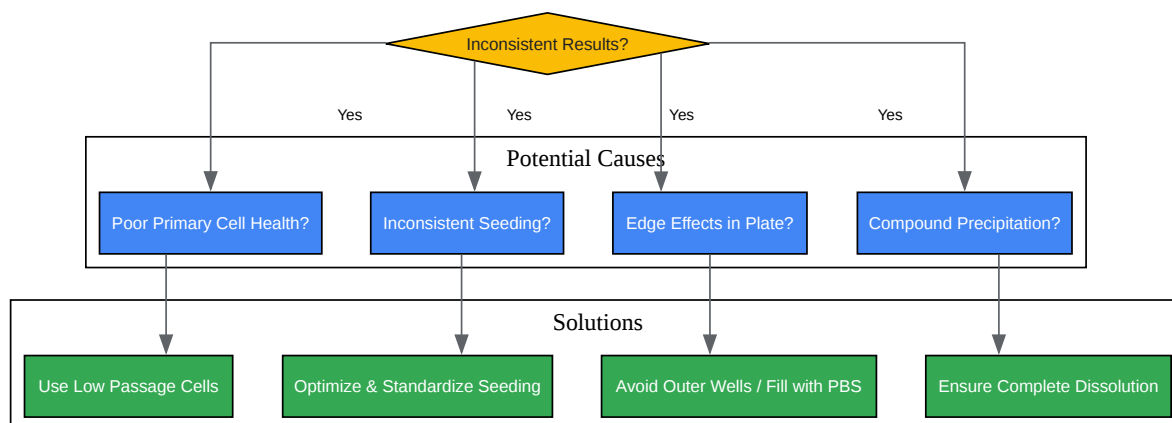 Inconsistent Results?
Yes
Yes
Yes
Yes
Potential Causes
Poor Primary Cell Health?
Inconsistent Seeding?
Edge Effects in Plate?
Compound Precipitation?
Solutions
Use Low Passage Cells
Optimize & Standardize Seeding
Avoid Outer Wells / Fill with PBS
Ensure Complete Dissolution